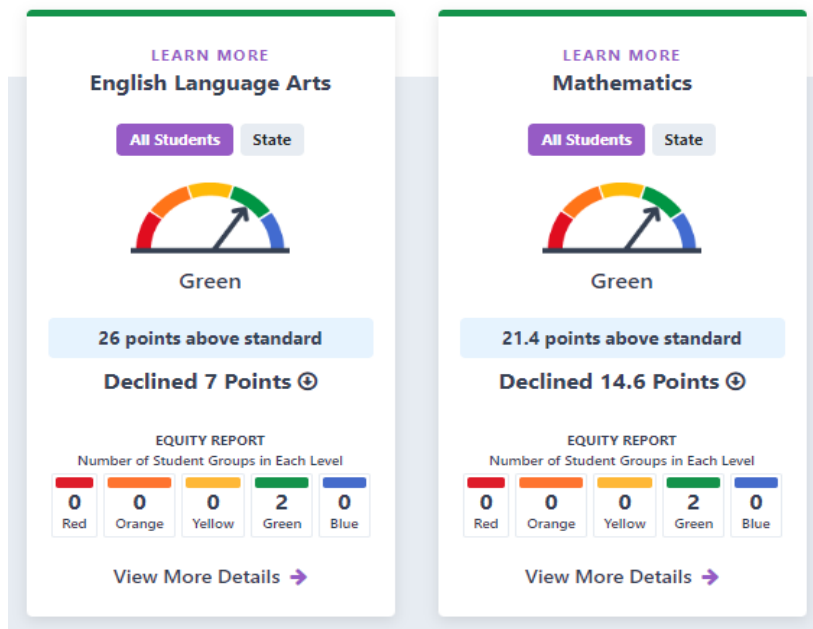 LEARN MORE
English Language Arts
All Students State
Green
26 points above standard
Declined 7 Points
EQUITY REPORT
Number of Student Groups in Each Level
0 0 0 2 0
Red Orange Yellow Green Blue
View More Details
LEARN MORE
Mathematics
All Students State
Green
21.4 points above standard
Declined 14.6 Points
EQUITY REPORT
Number of Student Groups in Each Level
0 0 0 2 0
Red Orange Yellow Green Blue
View More Details